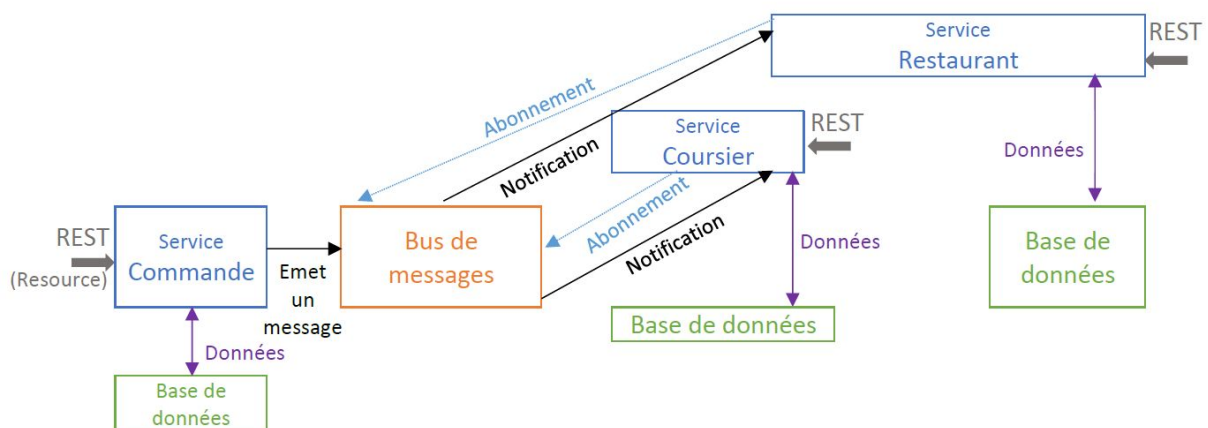 Service
Restaurant
REST
Abonnement
Notification
Service
Coursier
REST
Données
Abonnement
Notification
Données
REST
(Resource)
Service
Commande
Emet
un
message
Bus de
messages
Base de données
Base de
données
Données
Base de
données